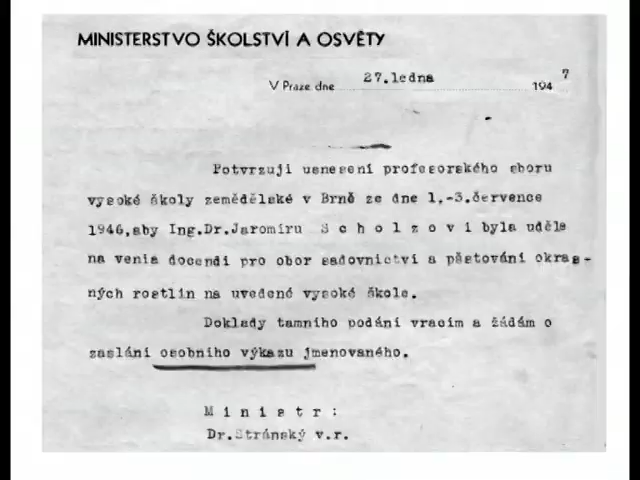 MINISTERSTVO ŠKOLSTVÍ A OSVĚTY
V Praze dne 27.ledna 1947
Potvrzuji usnesení profesorského sboru
vysoké školy zemědělské v Brně ze dne 1.-3.července
1946,aby Ing.Dr.Jaromíru S c h o l z o v i byla uděle
na venia docendi pro obor sadovnictví a pěstování okras-
ných rostlin na uvedené vysoké škole.
Doklady tamního podání vracím a žádám o
zaslání osobního výkazu jmenovaného.
M i n i s t r :
Dr.Stránský v.r.